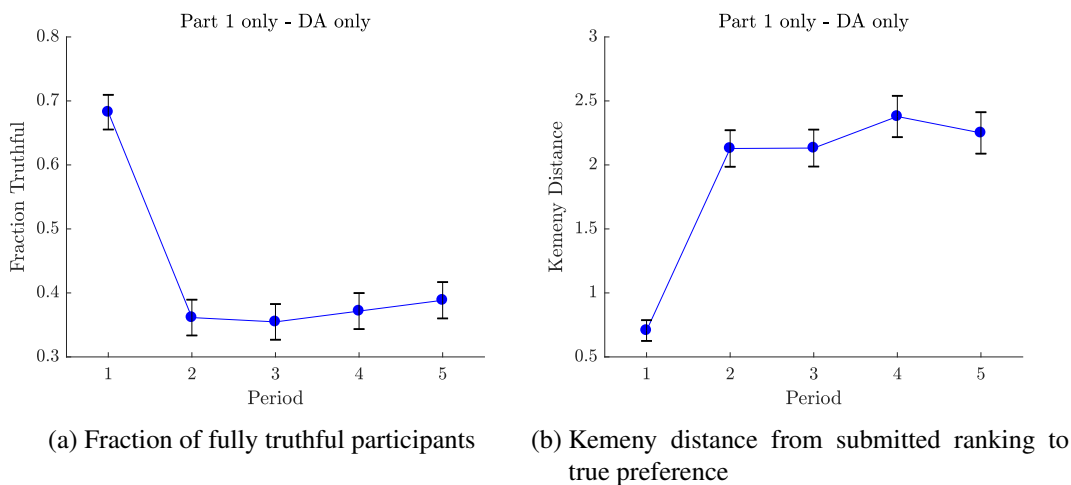 Part 1 only - DA only
0.8
0.7
0.6
0.5
0.4
0.3
Fraction Truthful
1 2 3 4 5
Period
(a) Fraction of fully truthful participants
Part 1 only - DA only
3
2.5
2
1.5
1
0.5
Kemeny Distance
1 2 3 4 5
Period
(b) Kemeny distance from submitted ranking to
true preference